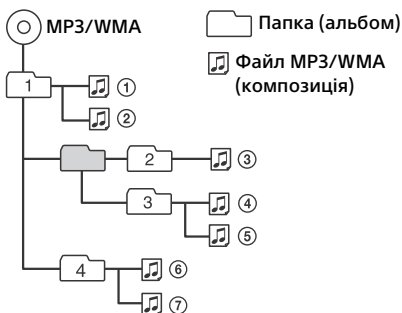 MP3/WMA
Папка (альбом)
Файл MP3/WMA
(композиція)
1
①
②
2
③
3
④
⑤
4
⑥
⑦